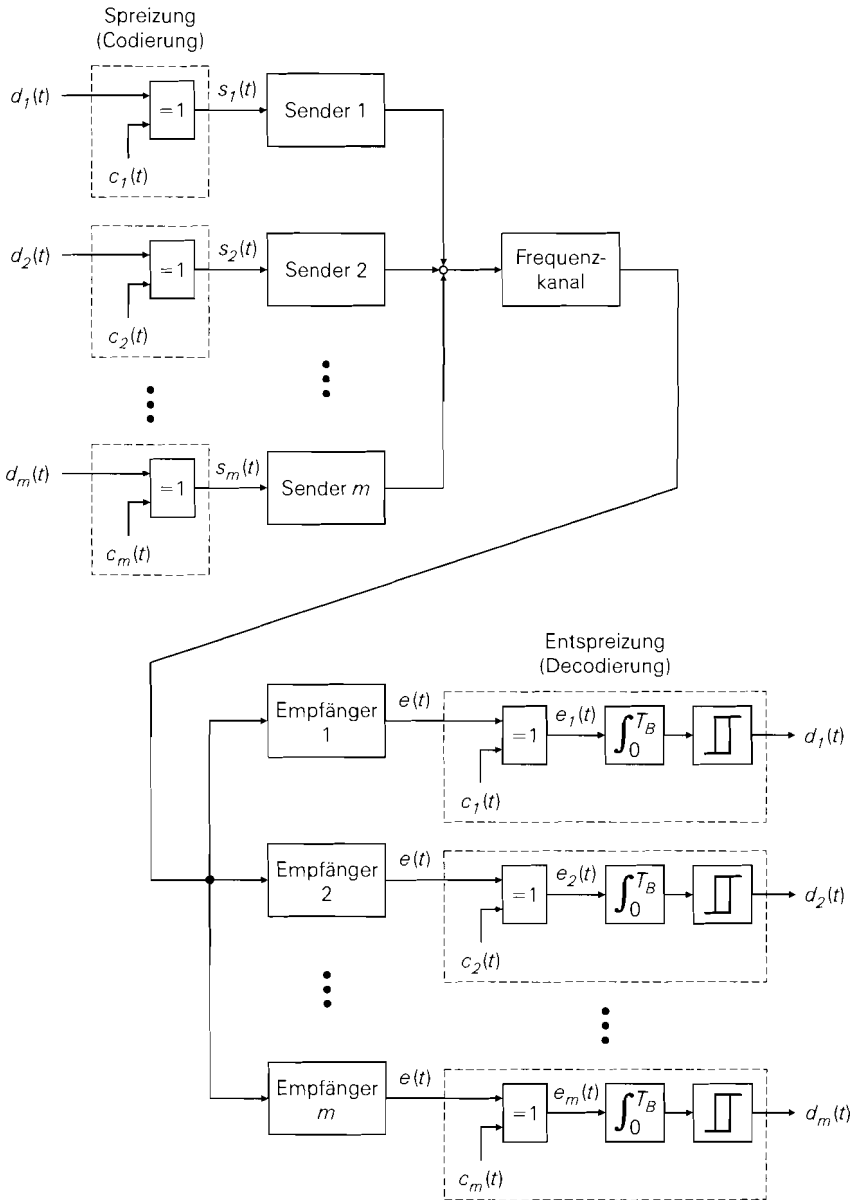 Spreizung
(Codierung)
d₁(t)
= 1
s₁(t)
Sender 1
c₁(t)
d₂(t)
= 1
s₂(t)
Sender 2
Frequenz-
kanal
c₂(t)
dₘ(t)
= 1
sₘ(t)
Sender m
cₘ(t)
Entspreizung
(Decodierung)
Empfänger
1
e(t)
= 1
e₁(t)
∫₀ᵀᴮ
d₁(t)
c₁(t)
Empfänger
2
e(t)
= 1
e₂(t)
∫₀ᵀᴮ
d₂(t)
c₂(t)
Empfänger
m
e(t)
= 1
eₘ(t)
∫₀ᵀᴮ
dₘ(t)
cₘ(t)